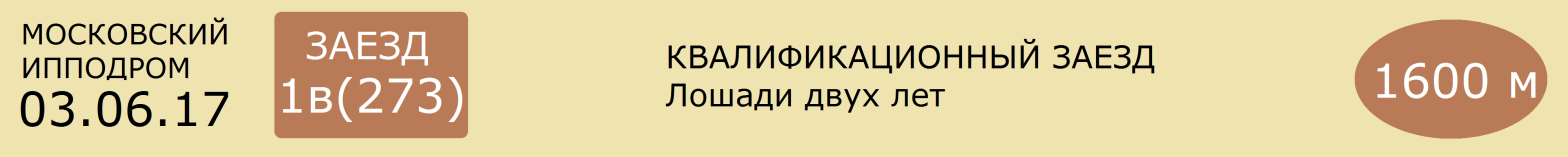 МОСКОВСКИЙ
ИППОДРОМ
03.06.17
ЗАЕЗД
1в(273)
КВАЛИФИКАЦИОННЫЙ ЗАЕЗД
Лошади двух лет
1600 м